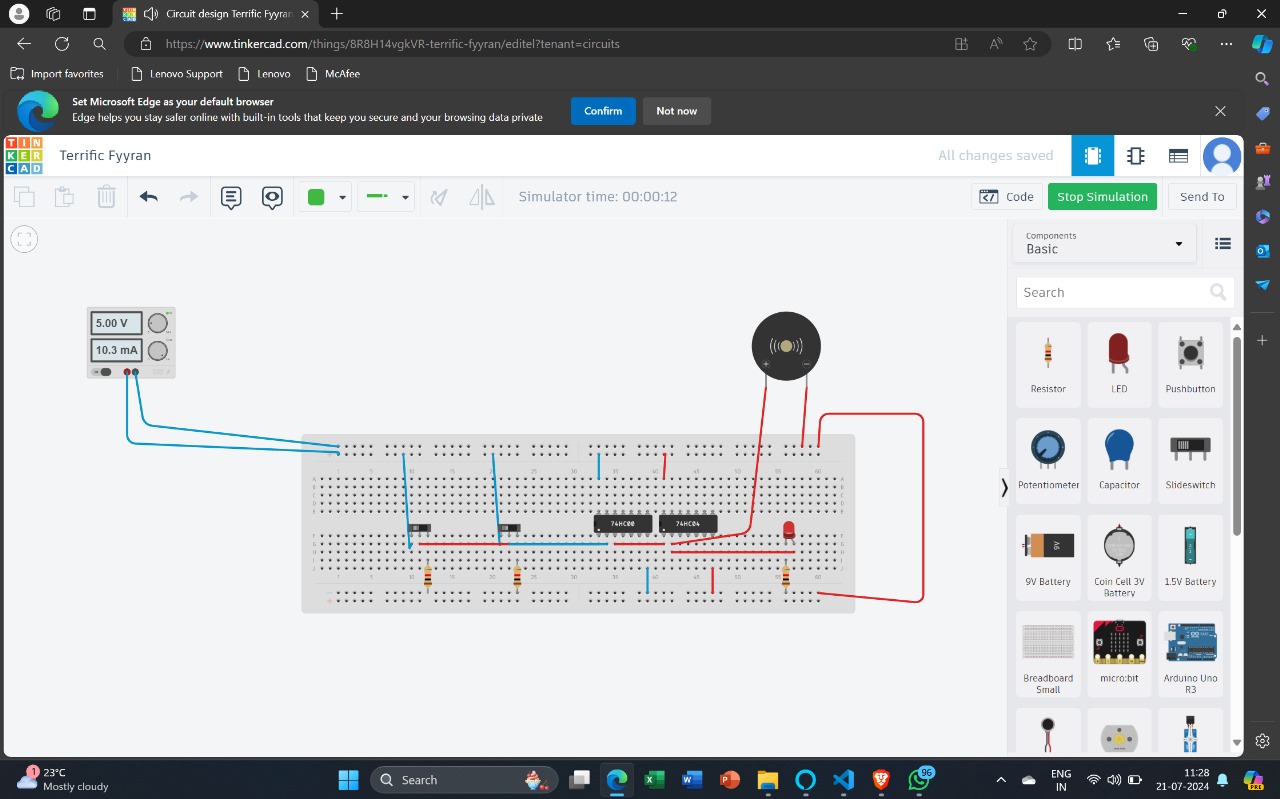 Circuit design Terrific Fyyran
https://www.tinkercad.com/things/8R8H14vgkVR-terrific-fyyran/editel?tenant=circuits
Import favorites
Lenovo Support
Lenovo
McAfee
Set Microsoft Edge as your default browser
Edge helps you stay safer online with built-in tools that keep you secure and your browsing data private
Confirm
Not now
TIN
KER
CAD
Terrific Fyyran
All changes saved
Simulator time: 00:00:12
Code
Stop Simulation
Send To
Components
Basic
Search
5.00 V
10.3 mA
74HC00
74HC04
Resistor
LED
Pushbutton
Potentiometer
Capacitor
Slideswitch
9V Battery
Coin Cell 3V
Battery
1.5V Battery
Breadboard
Small
micro:bit
Arduino Uno
R3
1
23°C
Mostly cloudy
Search
96
ENG
IN
11:28
21-07-2024
PRE